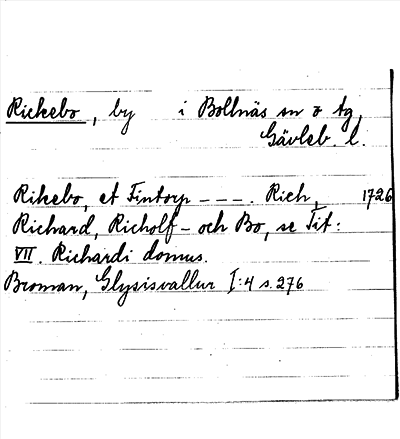 Rickebo, by i Bollnäs sn o tg,
Gävleb. l.
Rikebo, et Fintorp - - - . Rich, 1726
Richard, Richolf - och Bo, se Tit:
VII. Richardi domus.
Broman, Glysisvallur I:4 s. 276